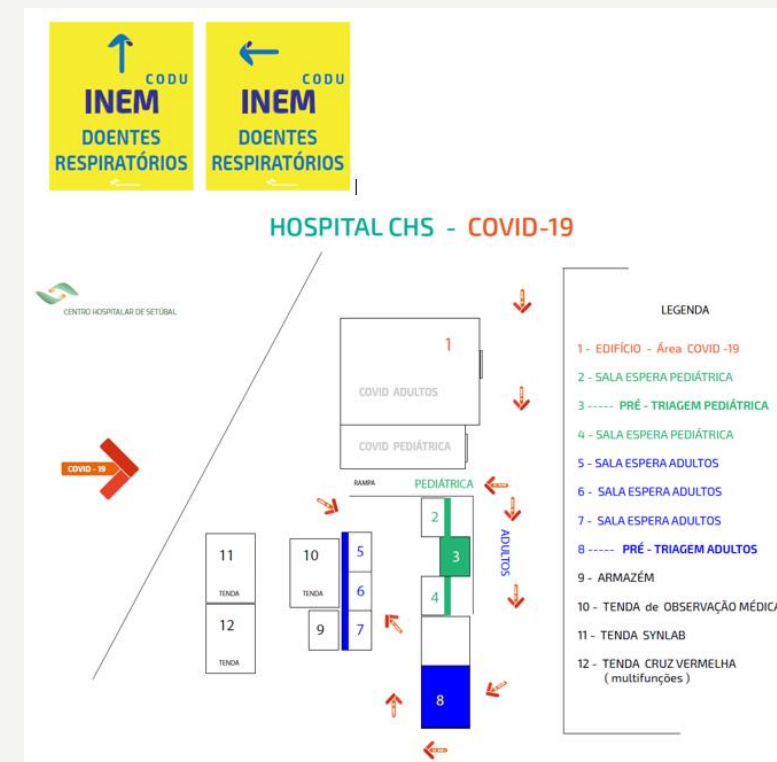 CODU
INEM
DOENTES
RESPIRATÓRIOS
CODU
INEM
DOENTES
RESPIRATÓRIOS
HOSPITAL CHS - COVID-19
CENTRO HOSPITALAR DE SETÚBAL
COVID - 19
1
COVID ADULTOS
COVID PEDIÁTRICA
RAMPA
PEDIÁTRICA
ADULTOS
2
3
4
5
6
7
8
9
10
TENDA
11
TENDA
12
TENDA
LEGENDA
1 - EDIFÍCIO - Área COVID -19
2 - SALA ESPERA PEDIÁTRICA
3 ----- PRÉ - TRIAGEM PEDIÁTRICA
4 - SALA ESPERA PEDIÁTRICA
5 - SALA ESPERA ADULTOS
6 - SALA ESPERA ADULTOS
7 - SALA ESPERA ADULTOS
8 ----- PRÉ - TRIAGEM ADULTOS
9 - ARMAZÉM
10 - TENDA de OBSERVAÇÃO MÉDICA
11 - TENDA SYNLAB
12 - TENDA CRUZ VERMELHA
( multifunções )